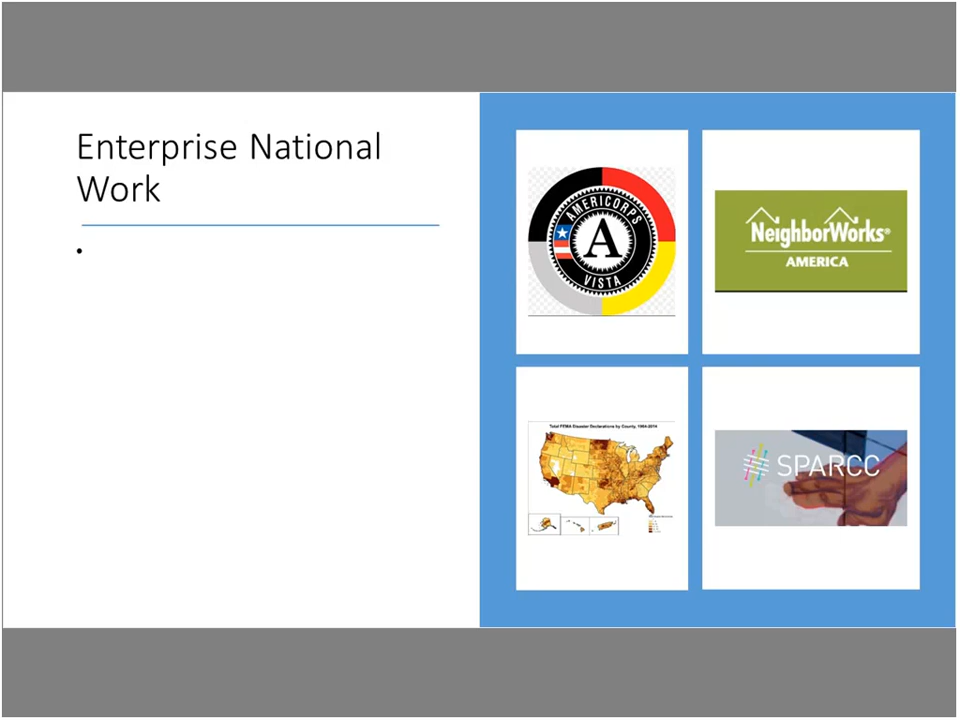 Enterprise National
Work
•
AMERICORPS
A
VISTA
NeighborWorks®
AMERICA
Total FEMA Disaster Declarations by County, 1964-2014
SPARCC